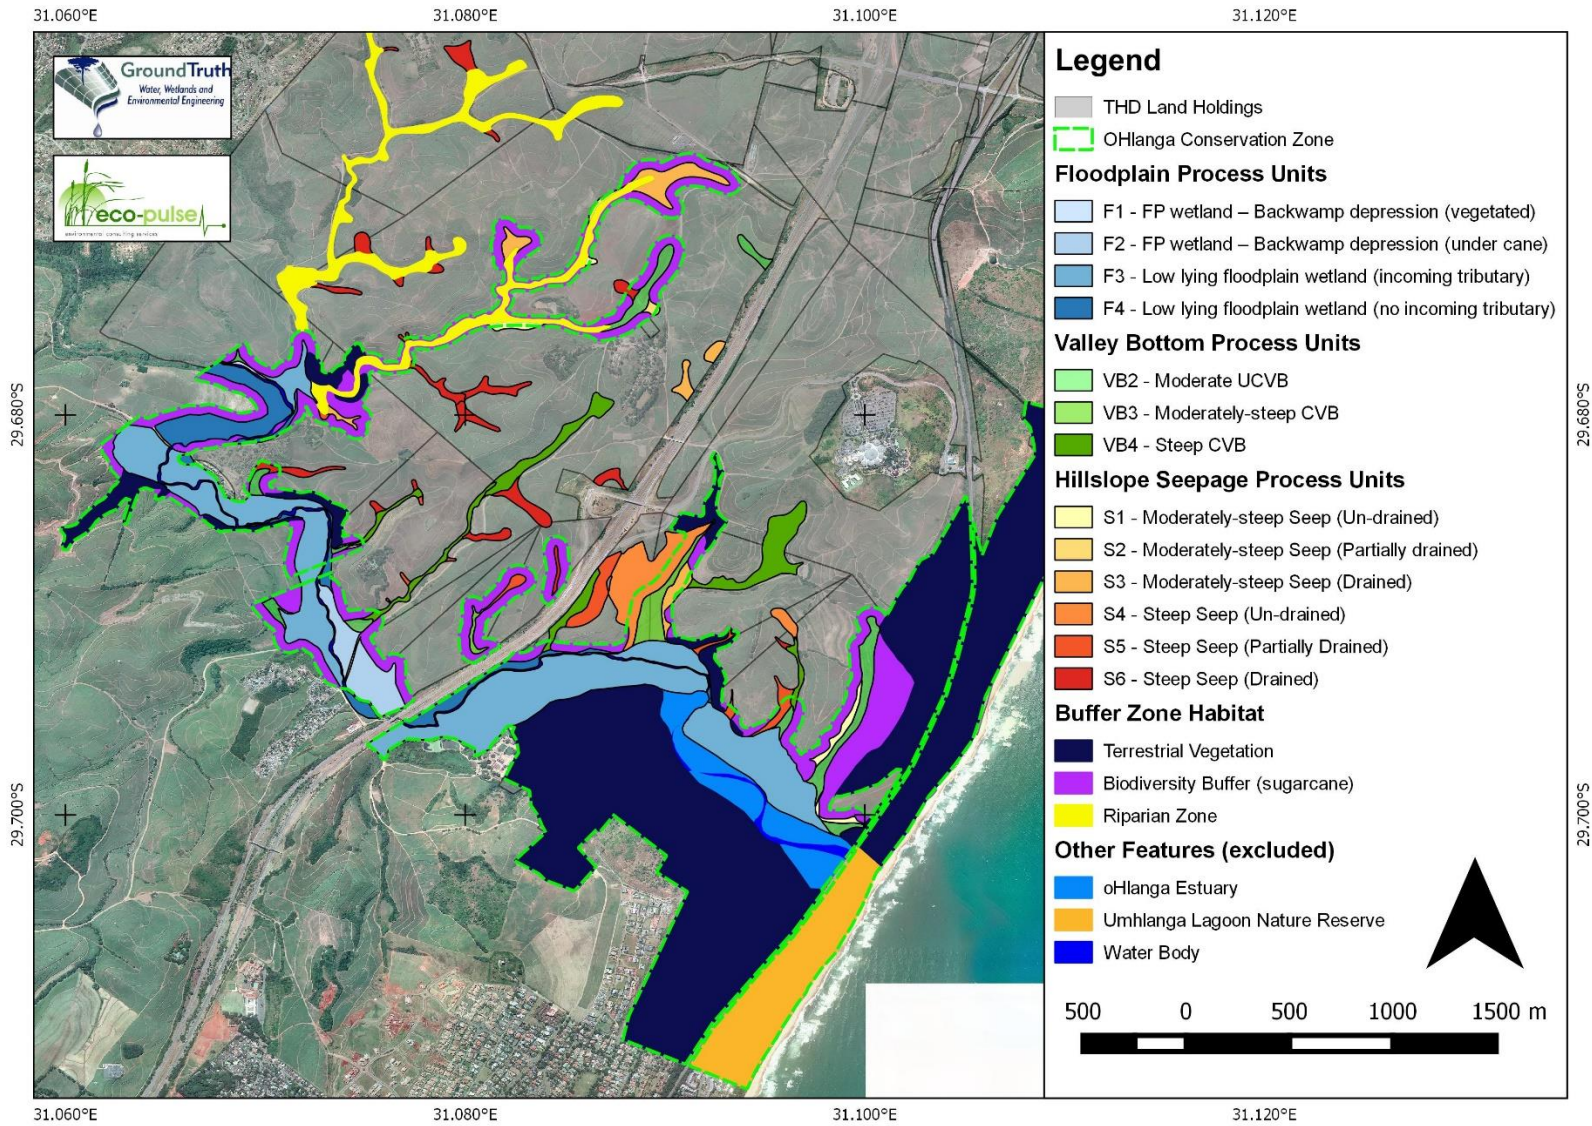 31.060°E 31.080°E 31.100°E 31.120°E
GroundTruth
Water, Wetlands and
Environmental Engineering
eco-pulse
environmental consulting services
29.680°S
29.700°S
Legend
THD Land Holdings
OHlanga Conservation Zone
Floodplain Process Units
F1 - FP wetland – Backwamp depression (vegetated)
F2 - FP wetland – Backwamp depression (under cane)
F3 - Low lying floodplain wetland (incoming tributary)
F4 - Low lying floodplain wetland (no incoming tributary)
Valley Bottom Process Units
VB2 - Moderate UCVB
VB3 - Moderately-steep CVB
VB4 - Steep CVB
Hillslope Seepage Process Units
S1 - Moderately-steep Seep (Un-drained)
S2 - Moderately-steep Seep (Partially drained)
S3 - Moderately-steep Seep (Drained)
S4 - Steep Seep (Un-drained)
S5 - Steep Seep (Partially Drained)
S6 - Steep Seep (Drained)
Buffer Zone Habitat
Terrestrial Vegetation
Biodiversity Buffer (sugarcane)
Riparian Zone
Other Features (excluded)
oHlanga Estuary
Umhlanga Lagoon Nature Reserve
Water Body
500 0 500 1000 1500 m
29.680°S
29.700°S
31.060°E 31.080°E 31.100°E 31.120°E